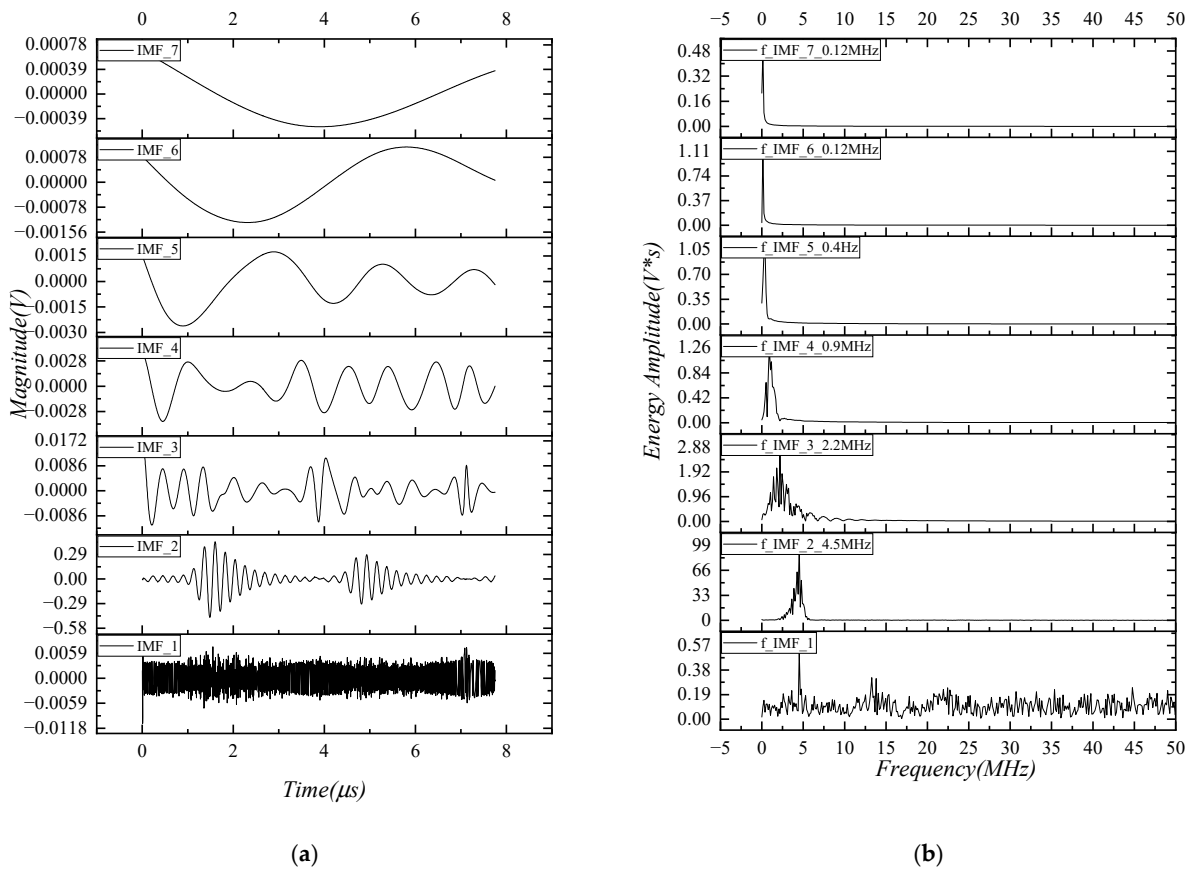 0 2 4 6 8
0.00078
0.00039
0.00000
−0.00039
IMF_7
0.00078
0.00000
−0.00078
−0.00156
IMF_6
0.0015
0.0000
−0.0015
−0.0030
IMF_5
0.0028
0.0000
−0.0028
IMF_4
0.0172
0.0086
0.0000
−0.0086
IMF_3
0.29
0.00
−0.29
−0.58
IMF_2
0.0059
0.0000
−0.0059
−0.0118
IMF_1
Magnitude(V)
0 2 4 6 8
Time(μs)
(a)
−5 0 5 10 15 20 25 30 35 40 45 50
0.48
0.32
0.16
0.00
f_IMF_7_0.12MHz
1.11
0.74
0.37
0.00
f_IMF_6_0.12MHz
1.05
0.70
0.35
0.00
f_IMF_5_0.4Hz
1.26
0.84
0.42
0.00
f_IMF_4_0.9MHz
2.88
1.92
0.96
0.00
f_IMF_3_2.2MHz
99
66
33
0
f_IMF_2_4.5MHz
0.57
0.38
0.19
0.00
f_IMF_1
Energy Amplitude(V*s)
−5 0 5 10 15 20 25 30 35 40 45 50
Frequency(MHz)
(b)